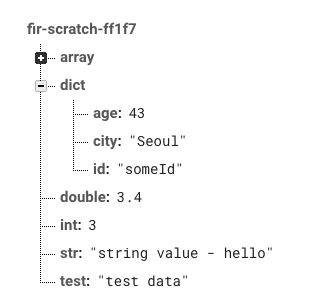 fir-scratch-ff1f7
array
dict
age: 43
city: "Seoul"
id: "someId"
double: 3.4
int: 3
str: "string value - hello"
test: "test data"